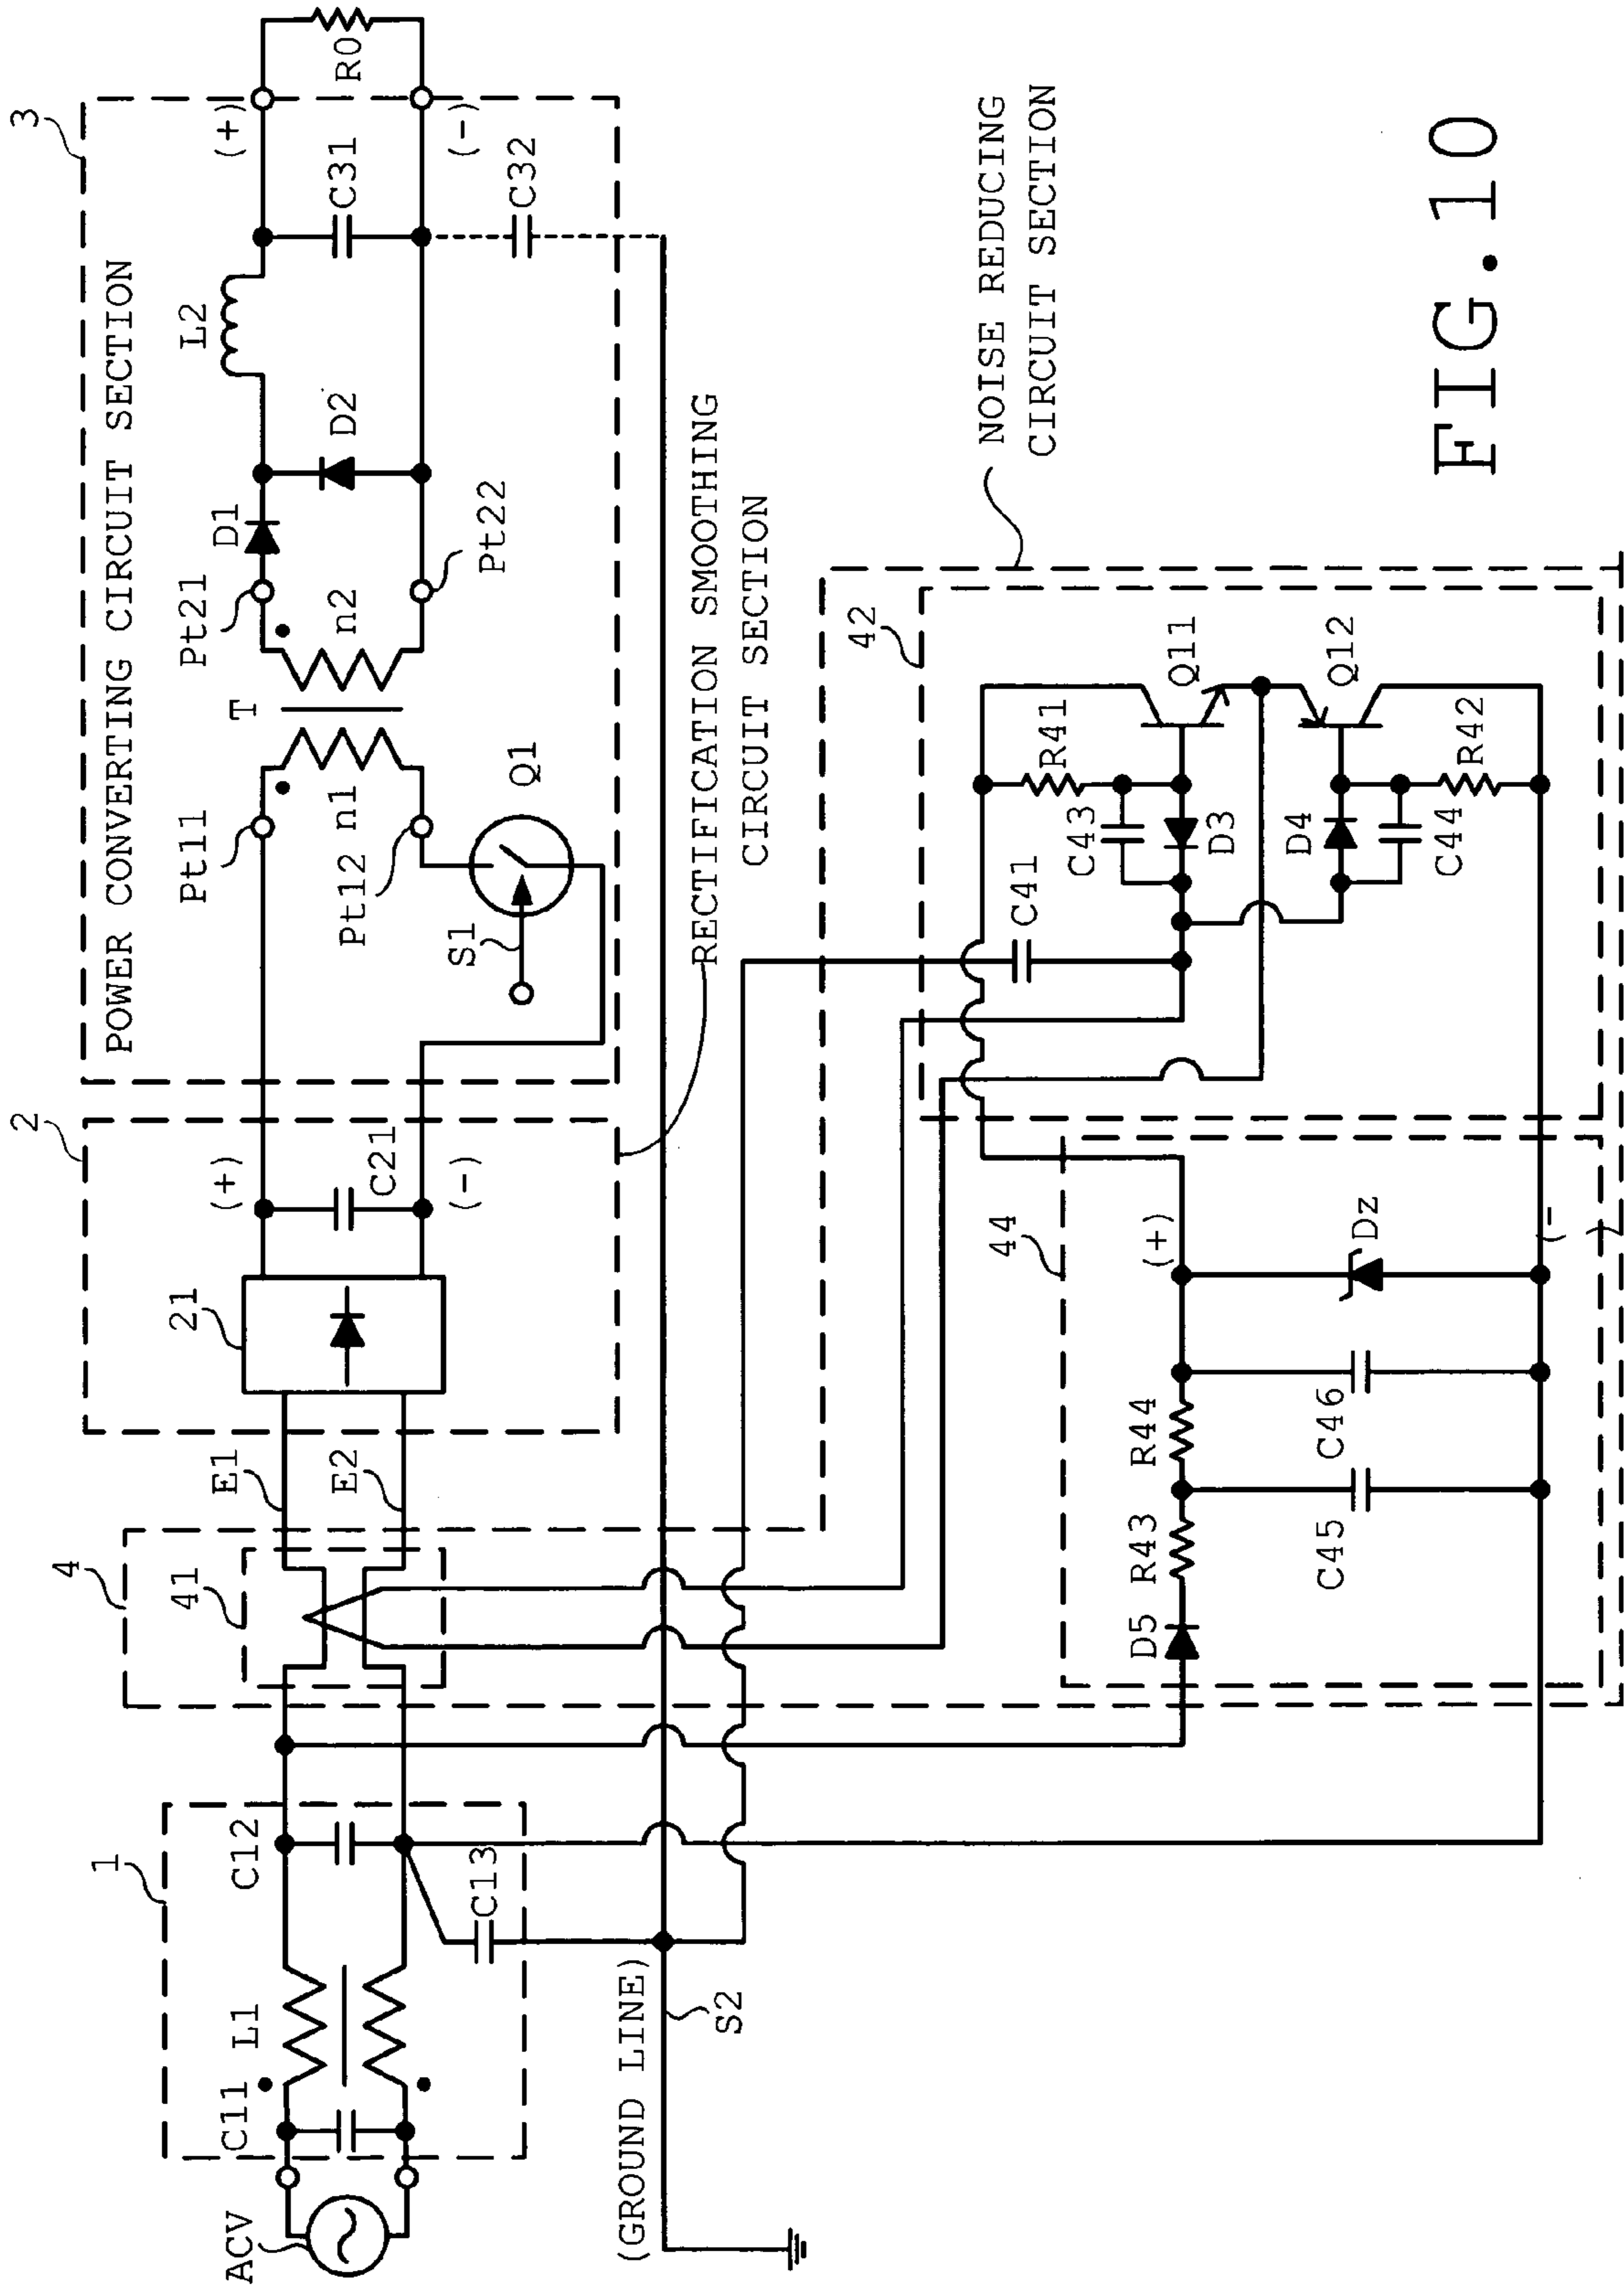 3
POWER CONVERTING CIRCUIT SECTION
(+)
R0
(-)
C31
C32
L2
D1
D2
Pt21
Pt22
n2
T
n1
Pt11
Pt12
Q1
S1
2
(+)
C21
(-)
21
RECTIFICATION SMOOTHING
CIRCUIT SECTION
E1
E2
4
41
1
C12
C13
L1
C11
ACV
(GROUND LINE)
S2
NOISE REDUCING
CIRCUIT SECTION
42
Q11
Q12
R41
R42
C43
D3
D4
C44
C41
44
(+)
Dz
(-)
R44
C46
R43
C45
D5
FIG.10